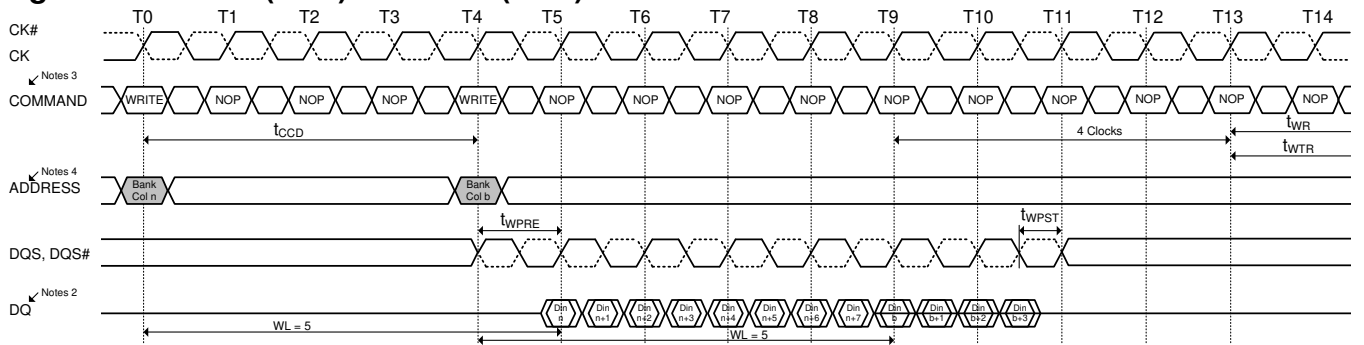 T0 T1 T2 T3 T4 T5 T6 T7 T8 T9 T10 T11 T12 T13 T14
CK#
CK
Notes 3
COMMAND WRITE NOP NOP NOP WRITE NOP NOP NOP NOP NOP NOP NOP NOP NOP NOP
tCCD 4 Clocks tWR
tWTR
Notes 4
ADDRESS Bank Col n Bank Col b
tWPRE tWPST
DQS, DQS#
Notes 2
DQ Din n Din n+1 Din n+2 Din n+3 Din n+4 Din n+5 Din n+6 Din n+7 Din b Din b+1 Din b+2 Din b+3
WL = 5 WL = 5